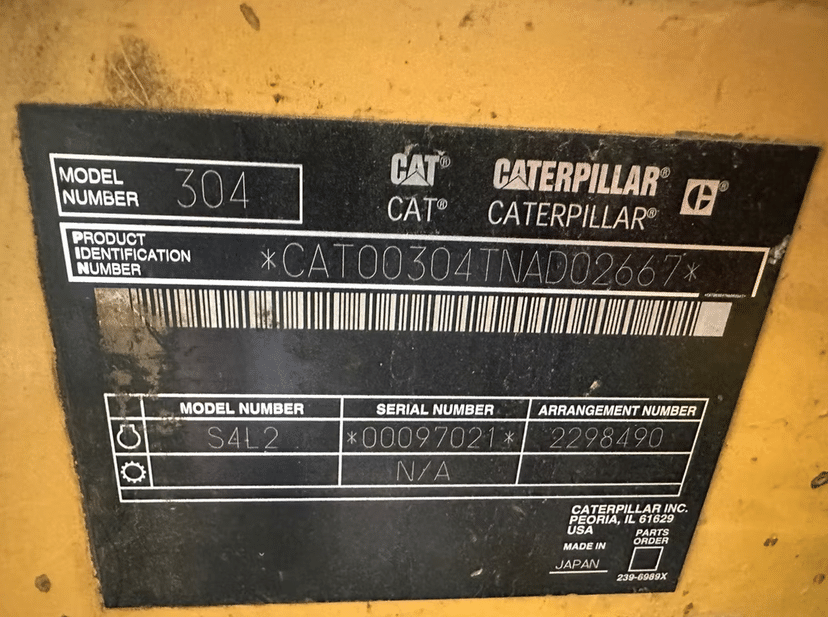 MODEL NUMBER 304
CAT® CATERPILLAR®
CAT® CATERPILLAR®
PRODUCT IDENTIFICATION NUMBER *CAT00304TNAD02667*
MODEL NUMBER SERIAL NUMBER ARRANGEMENT NUMBER
S4L2 *00097021* 2298490
N/A
CATERPILLAR INC.
PEORIA, IL 61629
USA
MADE IN JAPAN
PARTS ORDER
239-6989X